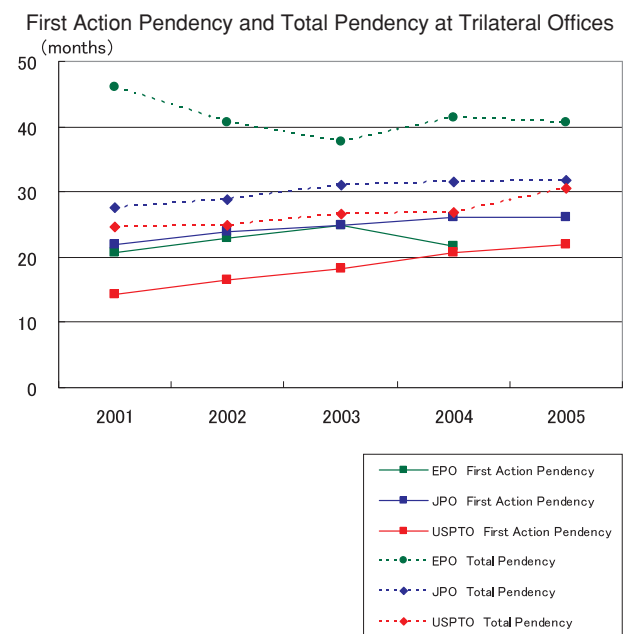 First Action Pendency and Total Pendency at Trilateral Offices
(months)
50
40
30
20
10
0
2001 2002 2003 2004 2005
EPO First Action Pendency
JPO First Action Pendency
USPTO First Action Pendency
EPO Total Pendency
JPO Total Pendency
USPTO Total Pendency